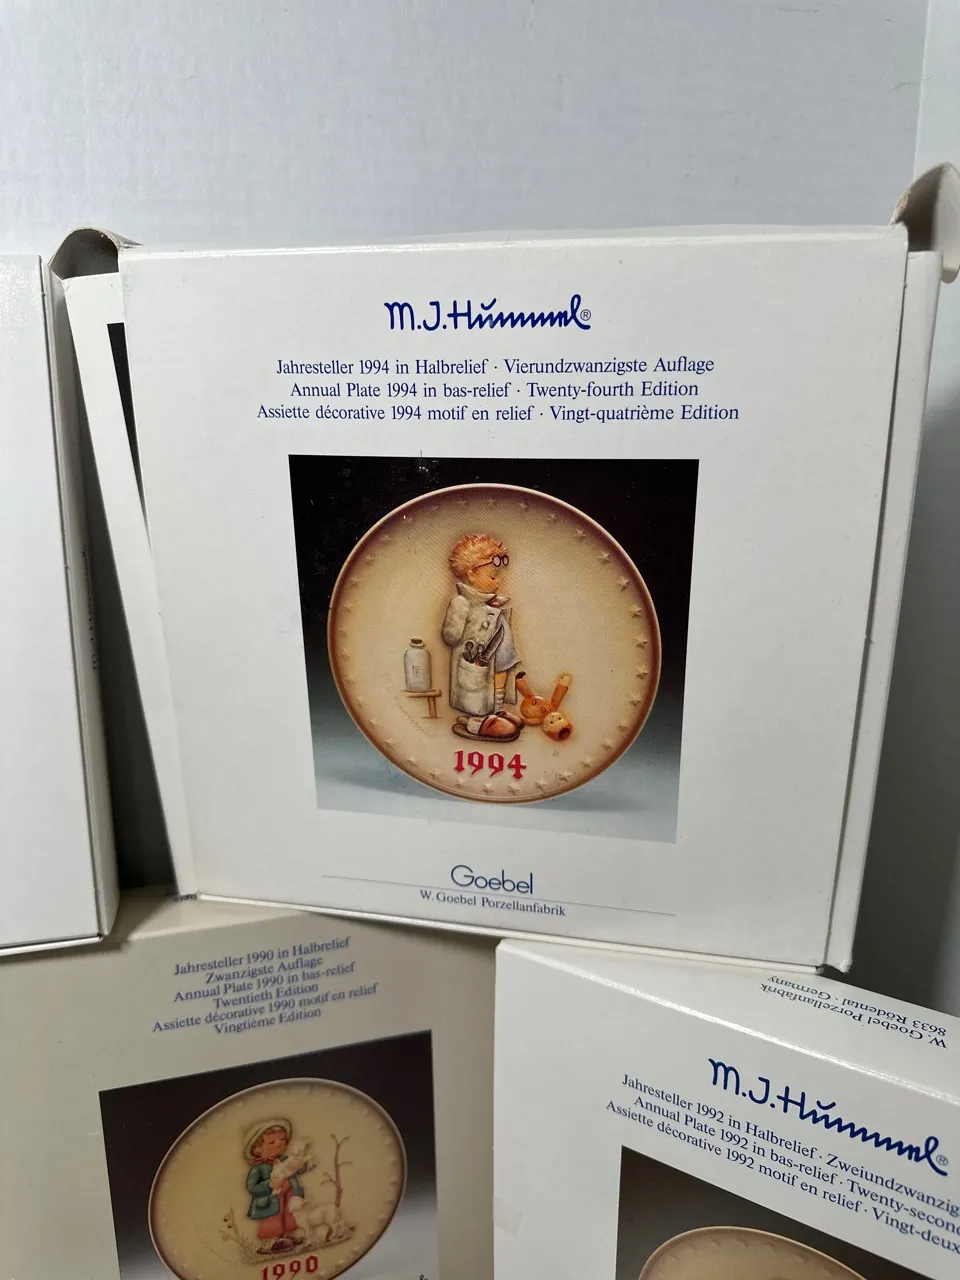 M.J.Hummel®
Jahresteller 1994 in Halbrelief · Vierundzwanzigste Auflage
Annual Plate 1994 in bas-relief · Twenty-fourth Edition
Assiette décorative 1994 motif en relief · Vingt-quatrième Edition
1994
Goebel
W. Goebel Porzellanfabrik
Jahresteller 1990 in Halbrelief
Zwanzigste Auflage
Annual Plate 1990 in bas-relief
Twentieth Edition
Assiette décorative 1990 motif en relief
Vingtième Edition
1990
W. Goebel Porzellanfabrik
8633 Rödental · Germany
M.J.Hummel®
Jahresteller 1992 in Halbrelief · Zweiundzwanzig
Annual Plate 1992 in bas-relief · Twenty-second
Assiette décorative 1992 motif en relief · Vingt-deux